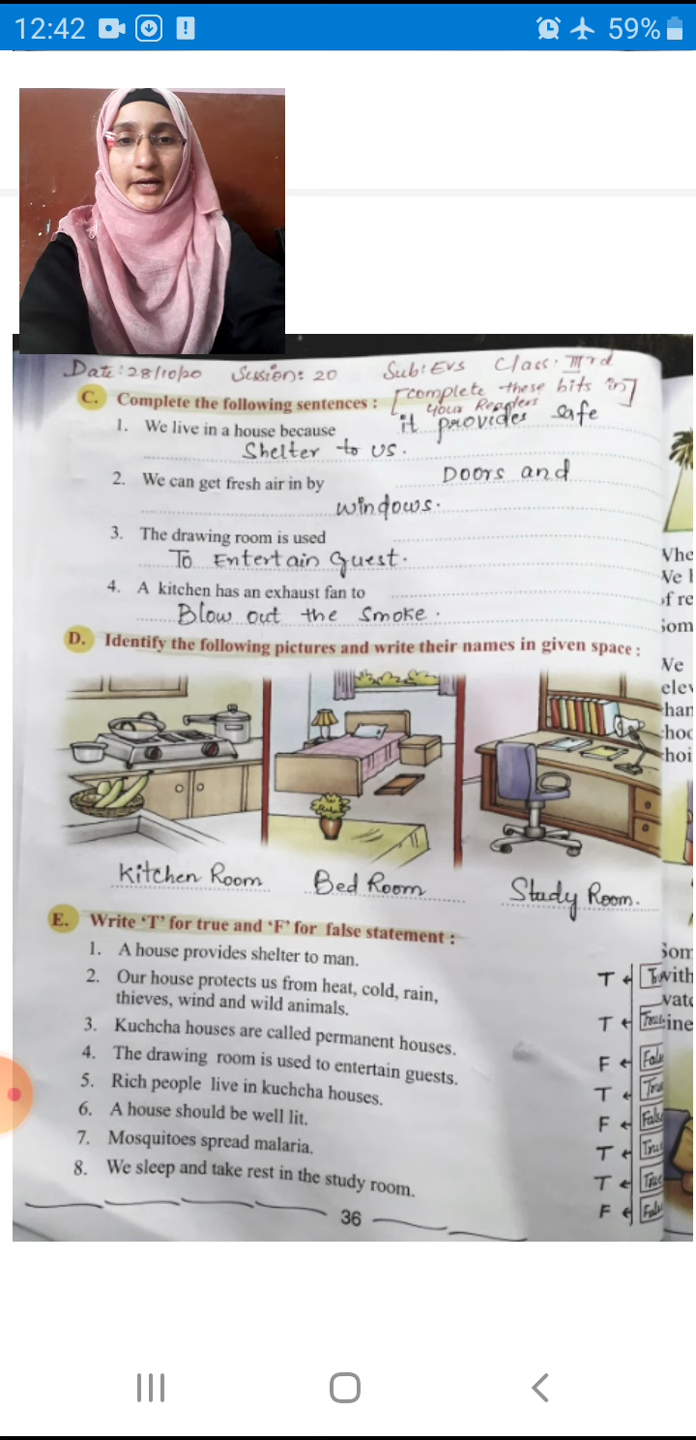 12:42
59%
Date: 28/10/20 Session: 20 Sub: EVS Class: IIIrd
C. Complete the following sentences : [complete these bits in
your Readers]
1. We live in a house because it provides safe
Shelter to us.
2. We can get fresh air in by Doors and
windows.
3. The drawing room is used
To Entertain guest.
4. A kitchen has an exhaust fan to
Blow out the smoke.
D. Identify the following pictures and write their names in given space :
Kitchen Room Bed Room Study Room.
E. Write ‘T’ for true and ‘F’ for false statement :
1. A house provides shelter to man. T
2. Our house protects us from heat, cold, rain,
thieves, wind and wild animals. T True
3. Kuchcha houses are called permanent houses. F
4. The drawing room is used to entertain guests. T
5. Rich people live in kuchcha houses. F False
6. A house should be well lit. T
7. Mosquitoes spread malaria. T True
8. We sleep and take rest in the study room. F
36